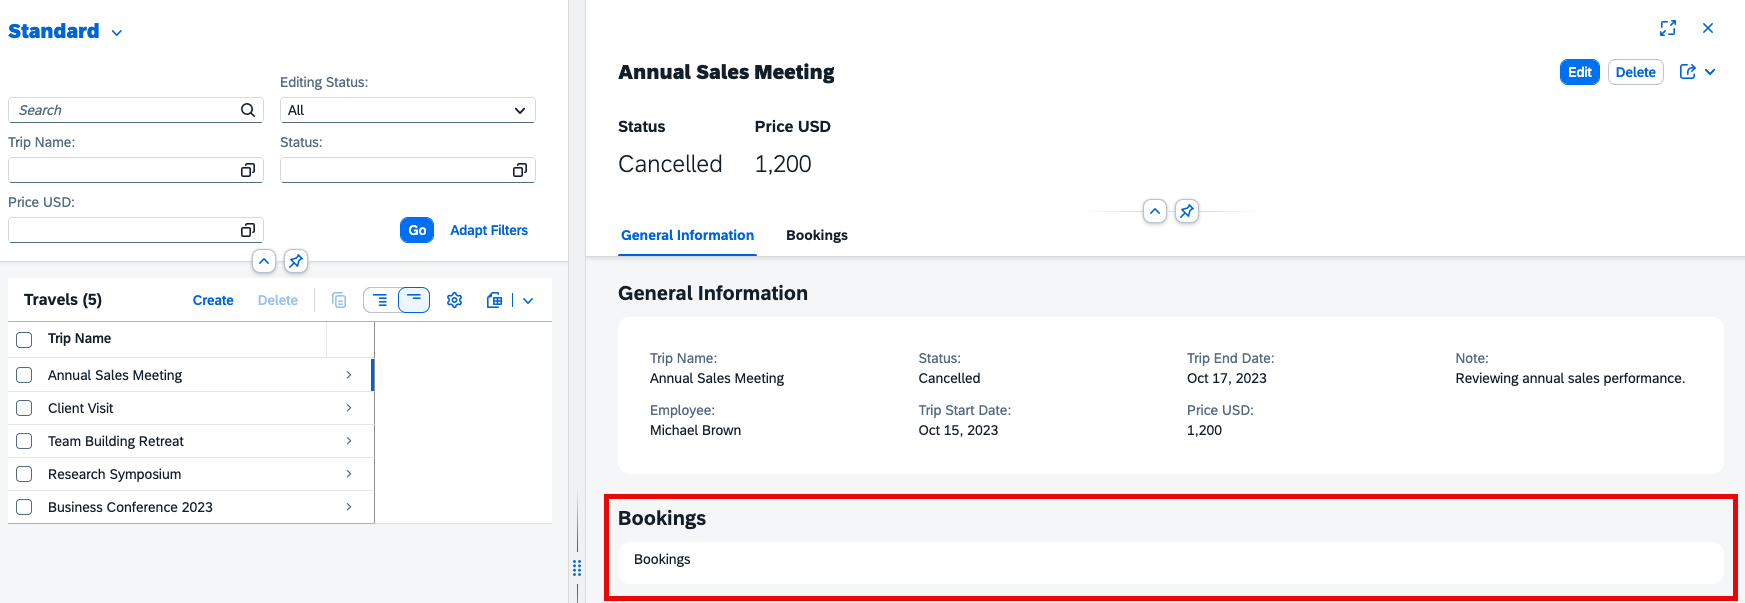 Standard
Editing Status:
Search
All
Trip Name:
Status:
Price USD:
Go
Adapt Filters
Travels (5)
Create
Delete
Trip Name
Annual Sales Meeting
Client Visit
Team Building Retreat
Research Symposium
Business Conference 2023
Annual Sales Meeting
Edit
Delete
Status
Price USD
Cancelled
1,200
General Information
Bookings
General Information
Trip Name:
Annual Sales Meeting
Status:
Cancelled
Trip End Date:
Oct 17, 2023
Note:
Reviewing annual sales performance.
Employee:
Michael Brown
Trip Start Date:
Oct 15, 2023
Price USD:
1,200
Bookings
Bookings